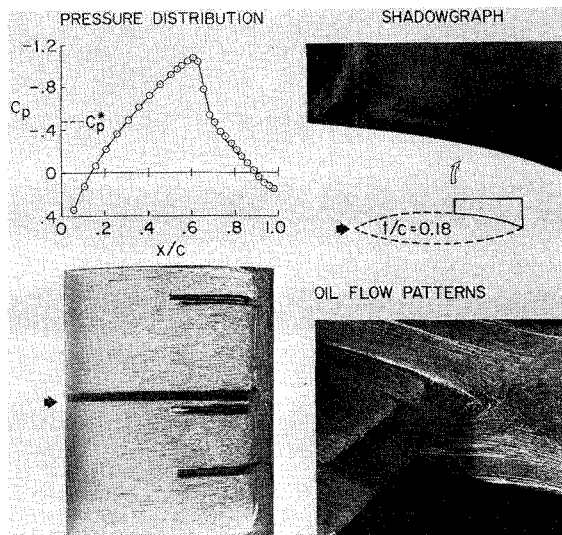 PRESSURE DISTRIBUTION
SHADOWGRAPH
-1.2
-.8
Cp
Cp*
-.4
0
.4
0 .2 .4 .6 .8 1.0
x/c
t/c = 0.18
OIL FLOW PATTERNS